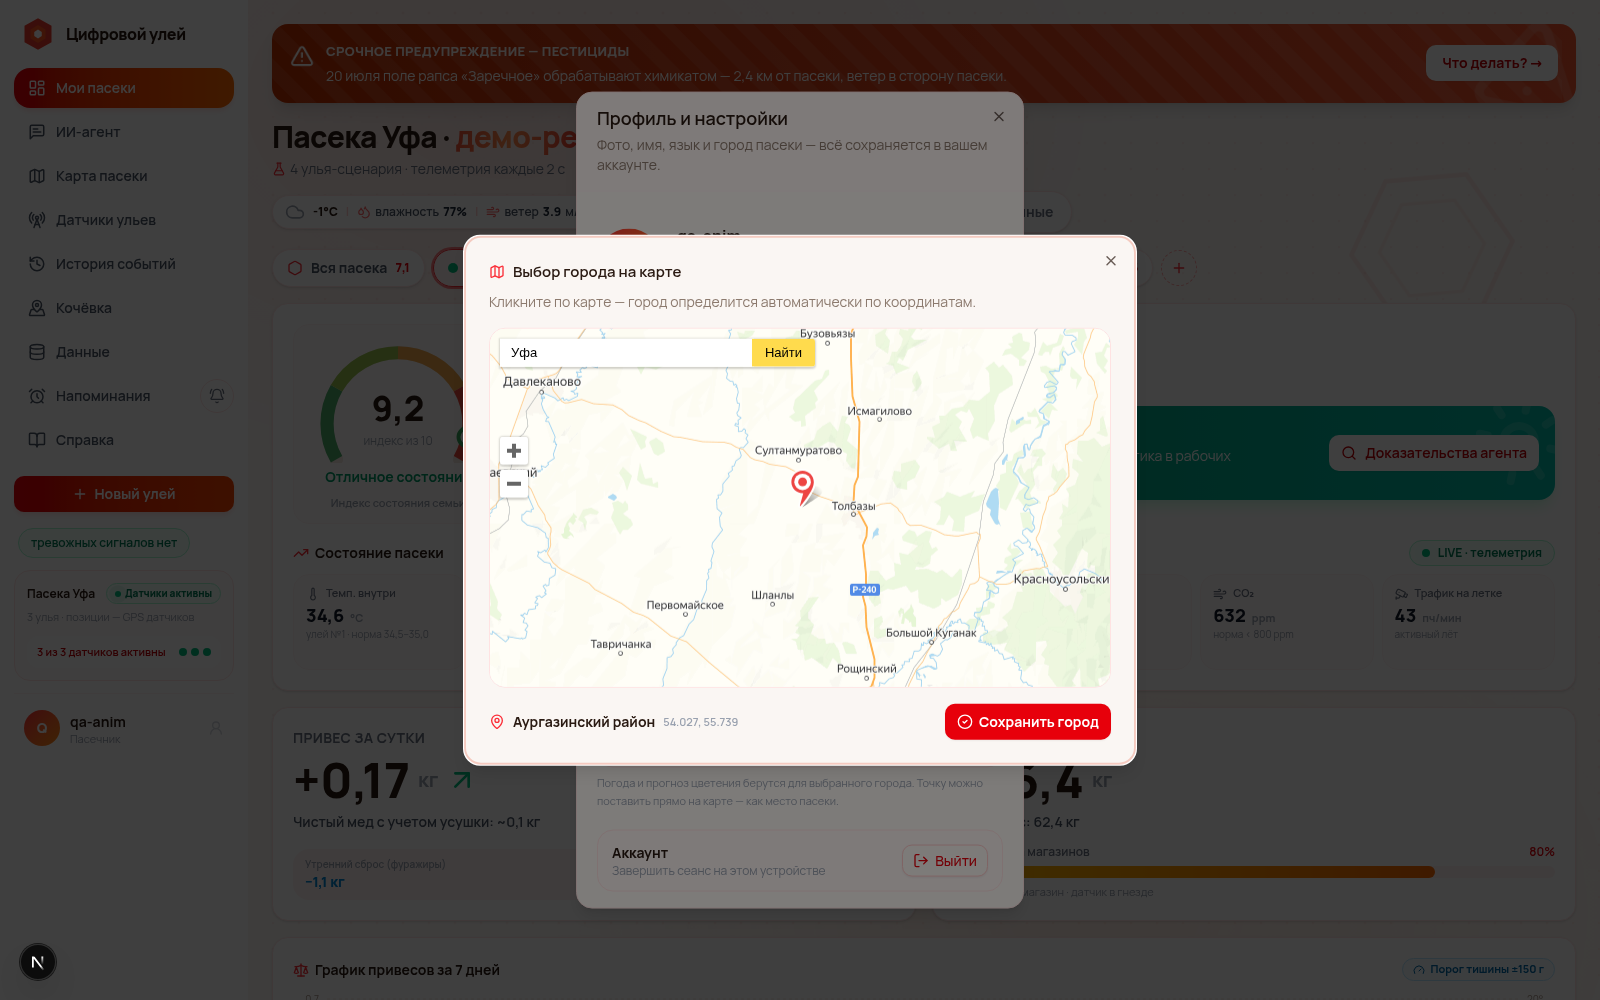 Цифровой улей
Мои пасеки
ИИ-агент
Карта пасеки
Датчики ульев
История событий
Кочёвка
Данные
Напоминания
Справка
Новый улей
тревожных сигналов нет
Пасека Уфа
Датчики активны
3 улья · позиции — GPS датчиков
3 из 3 датчиков активны
Q
qa-anim
Пасечник
N
СРОЧНОЕ ПРЕДУПРЕЖДЕНИЕ — ПЕСТИЦИДЫ
20 июля поле рапса «Заречное» обрабатывают химикатом — 2,4 км от пасеки, ветер в сторону пасеки.
Что делать? →
Пасека Уфа · демо-ре
4 улья-сценария · телеметрия каждые 2 с
-1°C
влажность 77%
ветер 3.9 м/
Вся пасека 7,1
9,2
индекс из 10
Отличное состояни
Индекс состояния семь
Доказательства агента
тика в рабочих
Состояние пасеки
LIVE · телеметрия
Темп. внутри
34,6 °C
улей №1 · норма 34,5–35,0
CO₂
632 ppm
норма < 800 ppm
Трафик на летке
43 пч/мин
активный лёт
ПРИВЕС ЗА СУТКИ
+0,17 кг
Чистый мед с учетом усушки: ~0,1 кг
Утренний сброс (фуражиры)
−1,1 кг
6,4 кг
: 62,4 кг
магазинов
80%
магазин · датчик в гнезде
График привесов за 7 дней
Порог тишины ±150 г
Профиль и настройки
Фото, имя, язык и город пасеки — всё сохраняется в вашем
аккаунте.
Выбор города на карте
Кликните по карте — город определится автоматически по координатам.
Уфа
Найти
Бузовьязы
Давлеканово
Исмагилово
Султанмуратово
Толбазы
Красноусольски
Р-240
Шланлы
Первомайское
Большой Куганак
Тавричанка
Рощинский
Аургазинский район
54.027, 55.739
Сохранить город
Погода и прогноз цветения берутся для выбранного города. Точку можно
поставить прямо на карте — как место пасеки.
Аккаунт
Завершить сеанс на этом устройстве
Выйти